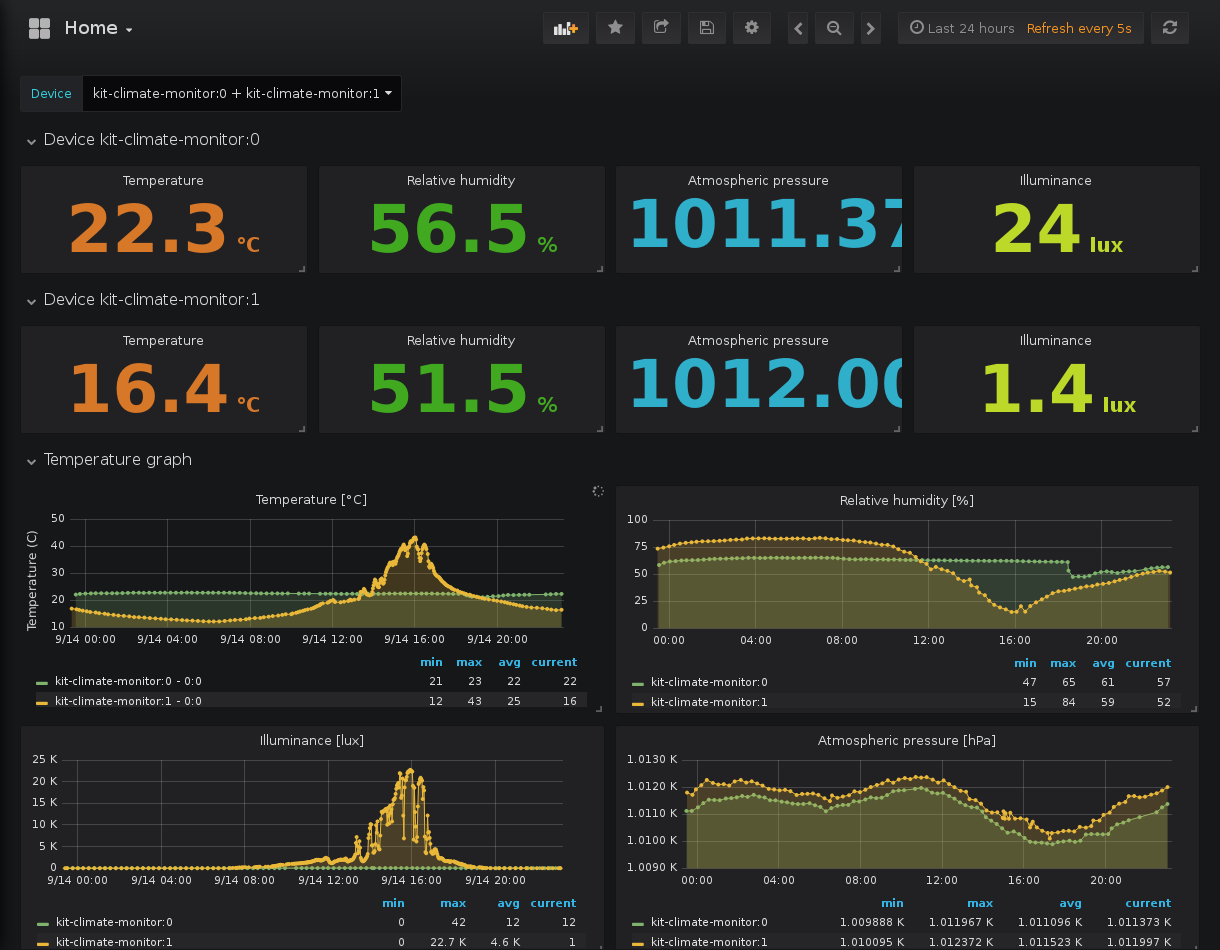 Home
Last 24 hours Refresh every 5s
Device kit-climate-monitor:0 + kit-climate-monitor:1
Device kit-climate-monitor:0
Temperature Relative humidity Atmospheric pressure Illuminance
22.3 °C 56.5 % 1011.37 24 lux
Device kit-climate-monitor:1
Temperature Relative humidity Atmospheric pressure Illuminance
16.4 °C 51.5 % 1012.00 1.4 lux
Temperature graph
Temperature [°C]
Temperature (C)
50
40
30
20
10
9/14 00:00 9/14 04:00 9/14 08:00 9/14 12:00 9/14 16:00 9/14 20:00
min max avg current
kit-climate-monitor:0 - 0:0 21 23 22 22
kit-climate-monitor:1 - 0:0 12 43 25 16
Relative humidity [%]
100
75
50
25
0
00:00 04:00 08:00 12:00 16:00 20:00
min max avg current
kit-climate-monitor:0 47 65 61 57
kit-climate-monitor:1 15 84 59 52
Illuminance [lux]
25 K
20 K
15 K
10 K
5 K
0
9/14 00:00 9/14 04:00 9/14 08:00 9/14 12:00 9/14 16:00 9/14 20:00
min max avg current
kit-climate-monitor:0 0 42 12 12
kit-climate-monitor:1 0 22.7 K 4.6 K 1
Atmospheric pressure [hPa]
1.0130 K
1.0120 K
1.0110 K
1.0100 K
1.0090 K
00:00 04:00 08:00 12:00 16:00 20:00
min max avg current
kit-climate-monitor:0 1.009888 K 1.011967 K 1.011096 K 1.011373 K
kit-climate-monitor:1 1.010095 K 1.012372 K 1.011523 K 1.011997 K